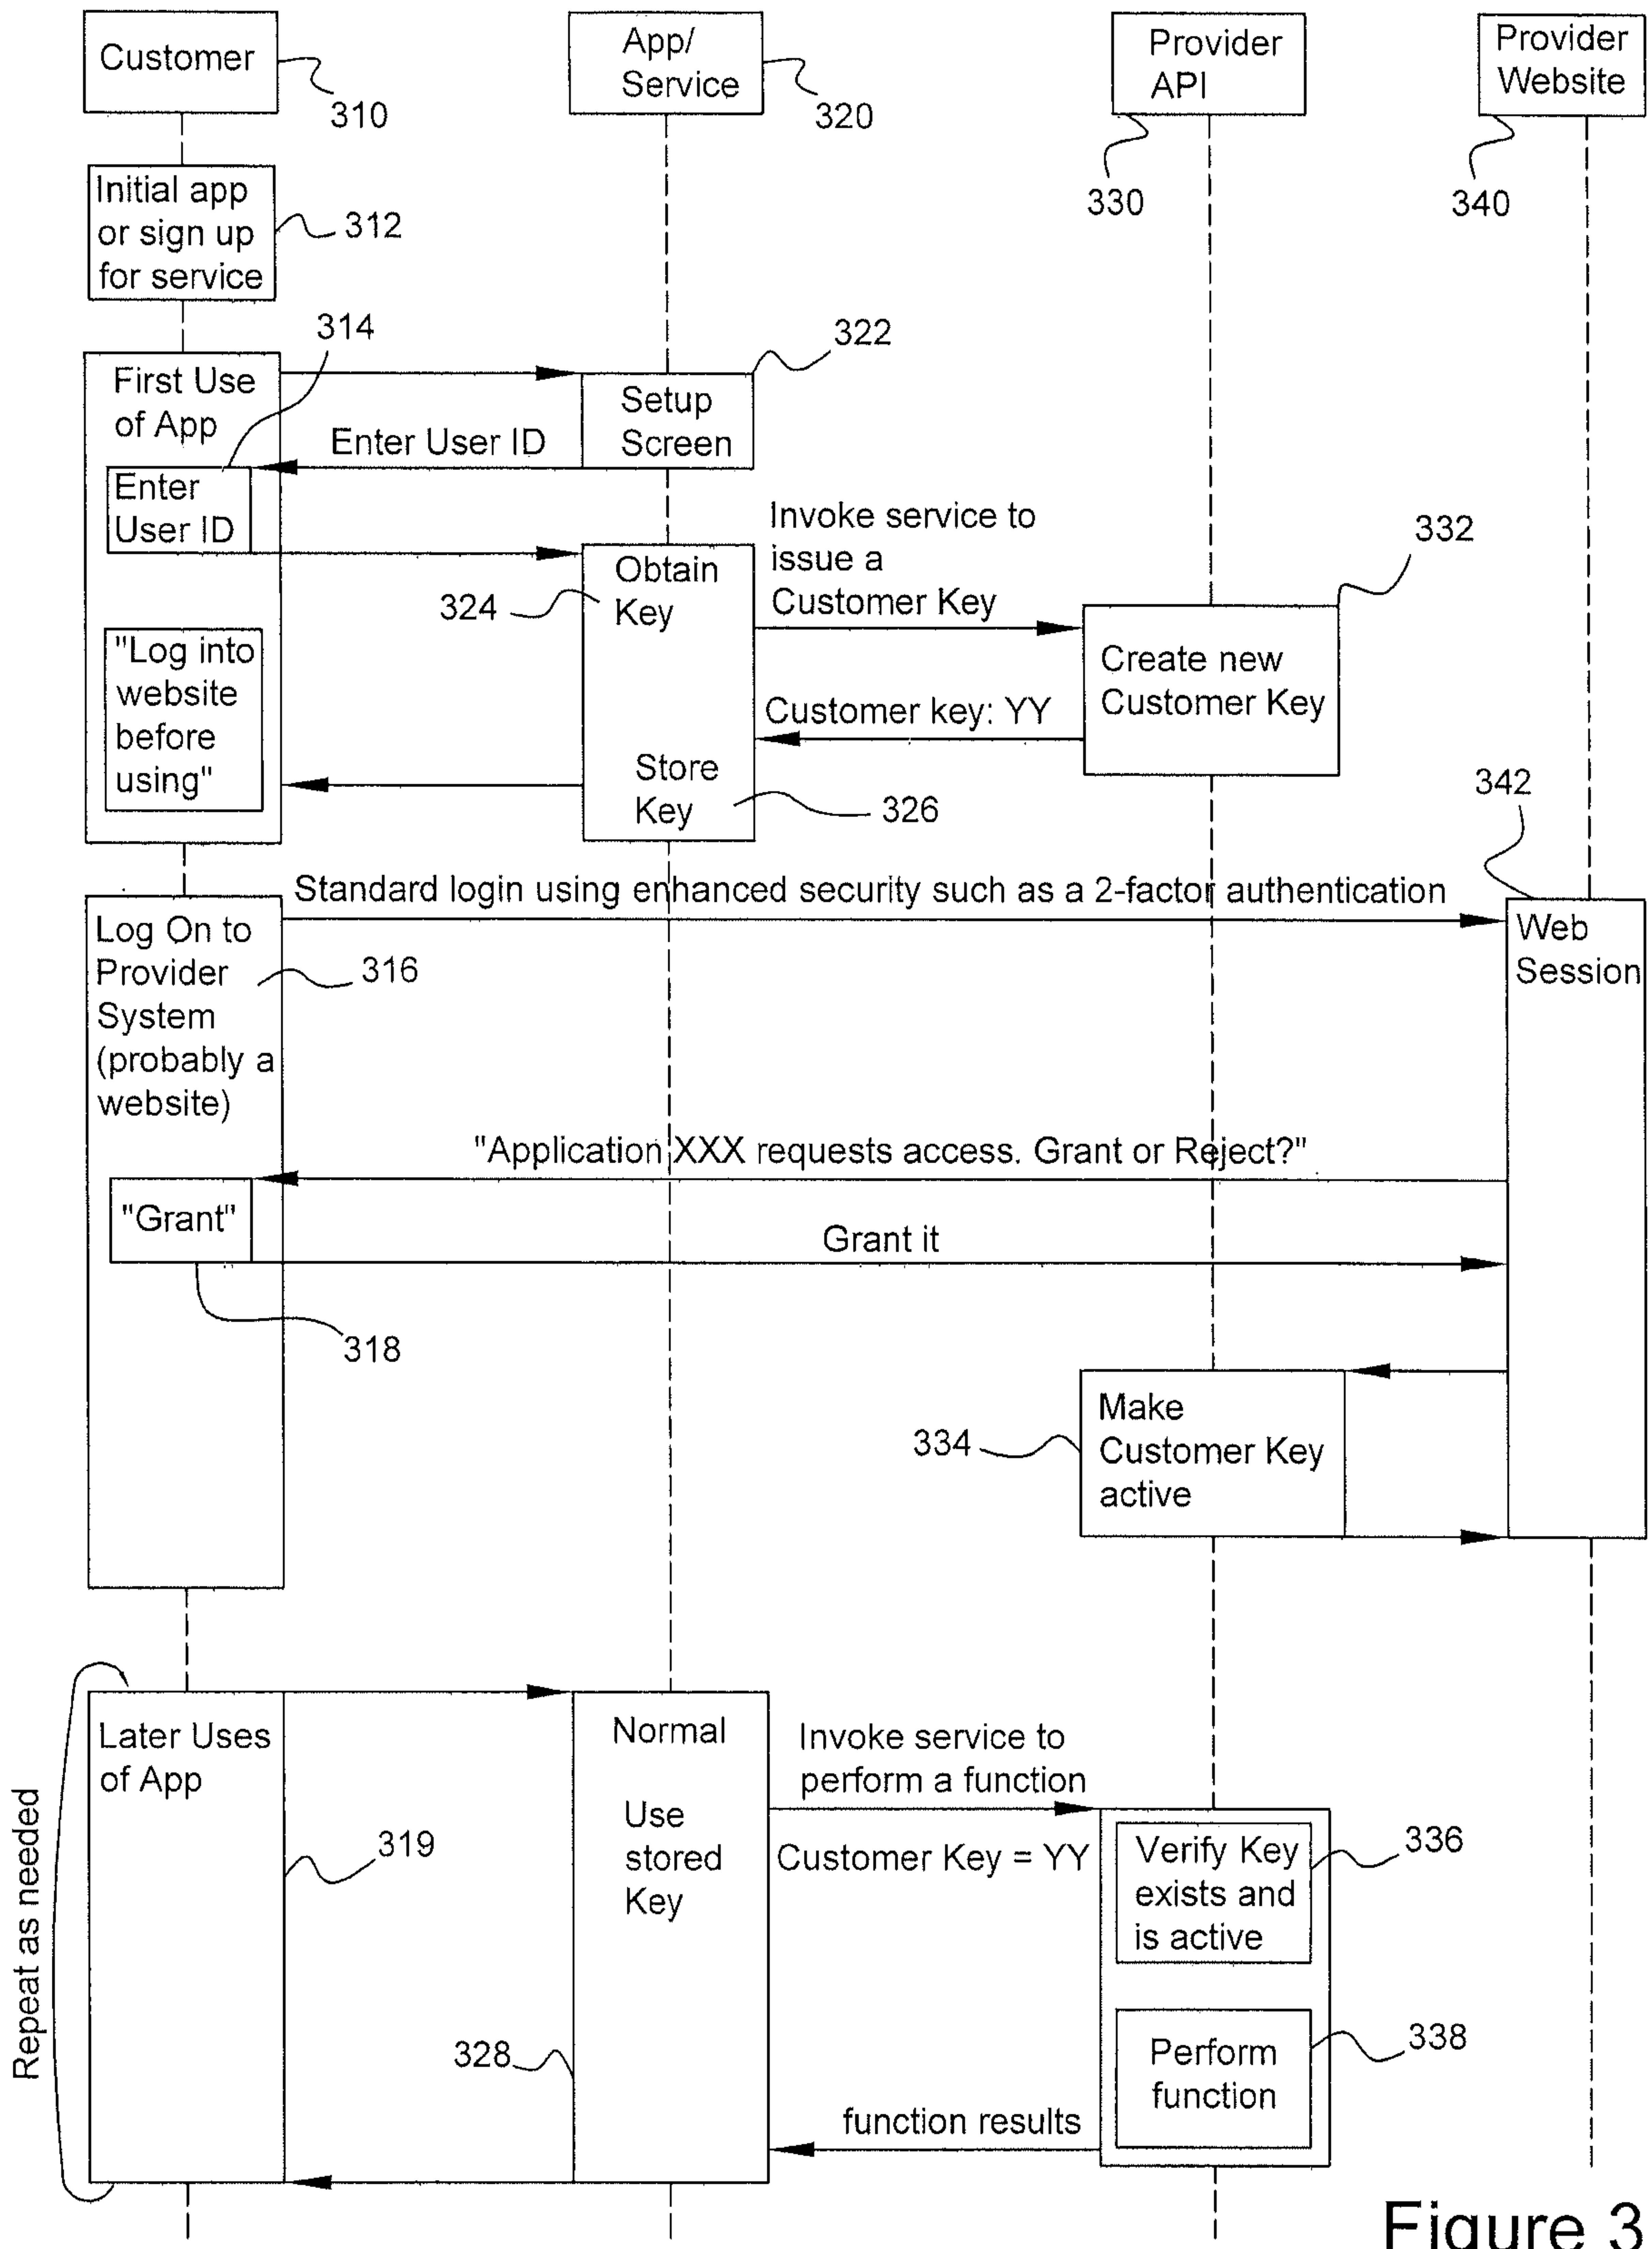 Customer
310
App/
Service
320
Provider
API
330
Provider
Website
340
Initial app
or sign up
for service
312
314
First Use
of App
Setup
Screen
322
Enter User ID
Enter
User ID
Obtain
Key
324
Invoke service to
issue a
Customer Key
332
Create new
Customer Key
"Log into
website
before
using"
Customer key: YY
Store
Key
326
342
Standard login using enhanced security such as a 2-factor authentication
Log On to
Provider
System
(probably a
website)
316
Web
Session
"Application XXX requests access. Grant or Reject?"
"Grant"
Grant it
318
334
Make
Customer Key
active
Repeat as needed
Later Uses
of App
319
Normal
Use
stored
Key
328
Invoke service to
perform a function
Customer Key = YY
Verify Key
exists and
is active
336
Perform
function
338
function results
Figure 3